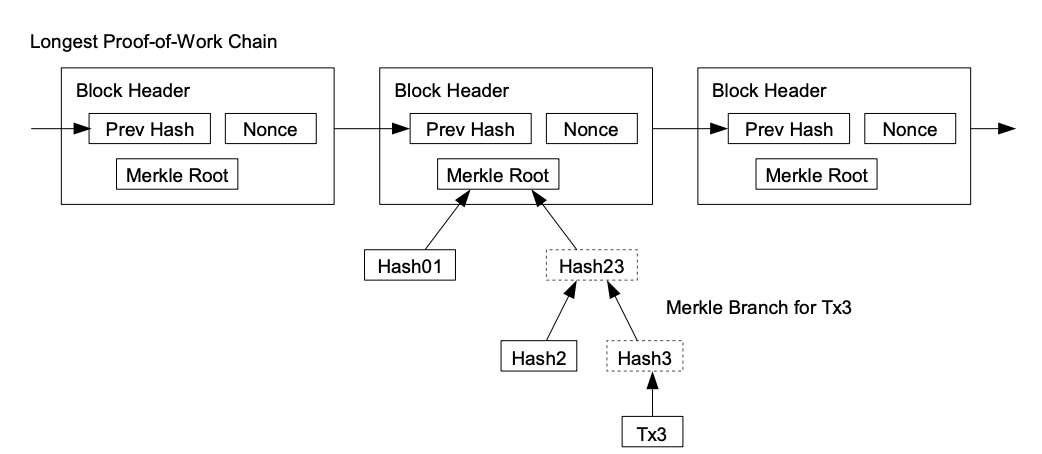 Longest Proof-of-Work Chain
Block Header
Prev Hash
Nonce
Merkle Root
Block Header
Prev Hash
Nonce
Merkle Root
Block Header
Prev Hash
Nonce
Merkle Root
Hash01
Hash23
Merkle Branch for Tx3
Hash2
Hash3
Tx3